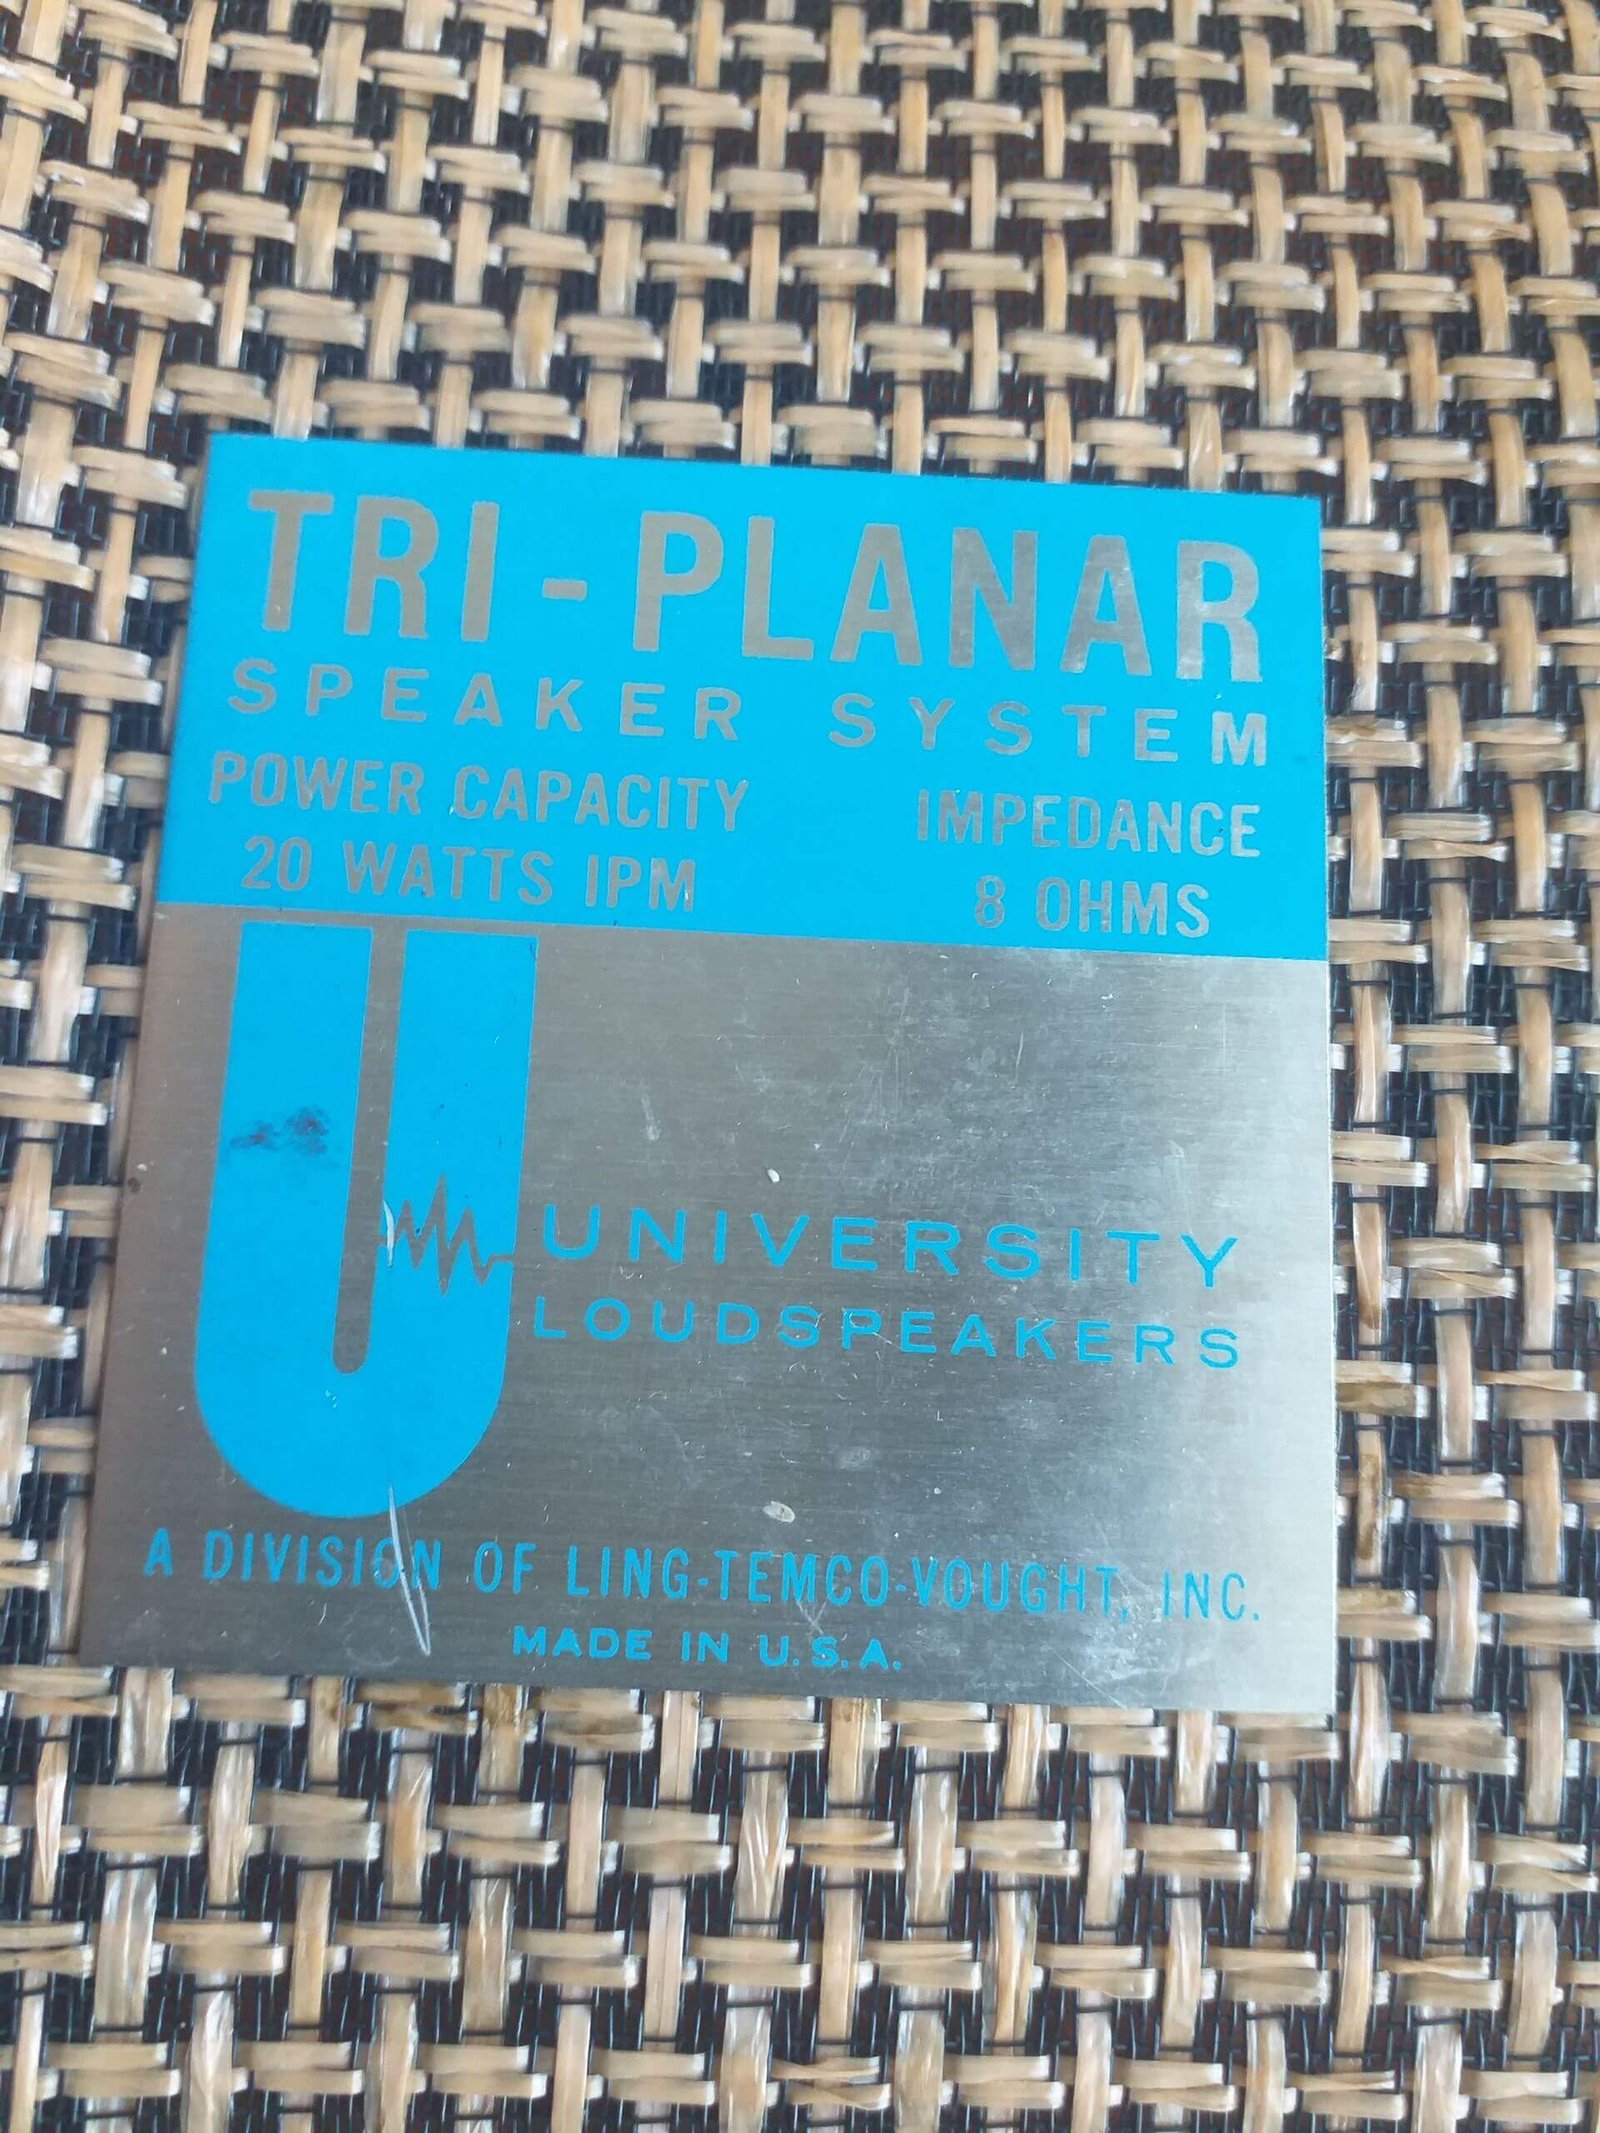 TRI-PLANAR
SPEAKER SYSTEM
POWER CAPACITY IMPEDANCE
20 WATTS IPM 8 OHMS
UNIVERSITY
LOUDSPEAKERS
A DIVISION OF LING-TEMCO-VOUGHT, INC.
MADE IN U.S.A.